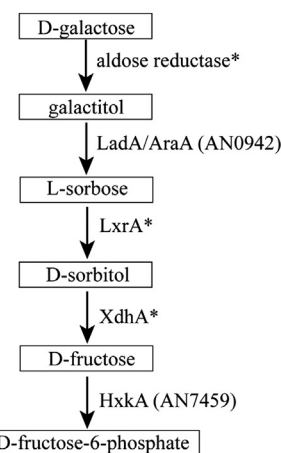 D-galactose
aldose reductase*
galactitol
LadA/AraA (AN0942)
L-sorbose
LxrA*
D-sorbitol
XdhA*
D-fructose
HxkA (AN7459)
D-fructose-6-phosphate